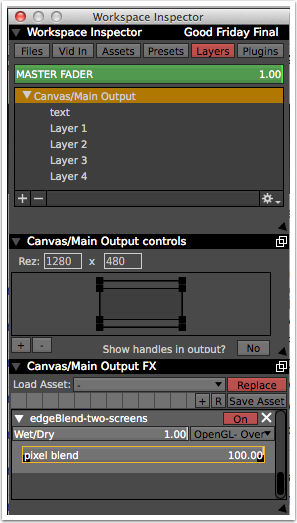 Workspace Inspector
Workspace Inspector Good Friday Final
Files Vid In Assets Presets Layers Plugins
MASTER FADER 1.00
Canvas/Main Output
text
Layer 1
Layer 2
Layer 3
Layer 4
+ −
Canvas/Main Output controls
Rez: 1280 x 480
+ - Show handles in output? No
Canvas/Main Output FX
Load Asset: - Replace
+ R Save Asset
edgeBlend-two-screens On
Wet/Dry 1.00 OpenGL- Over
pixel blend 100.00